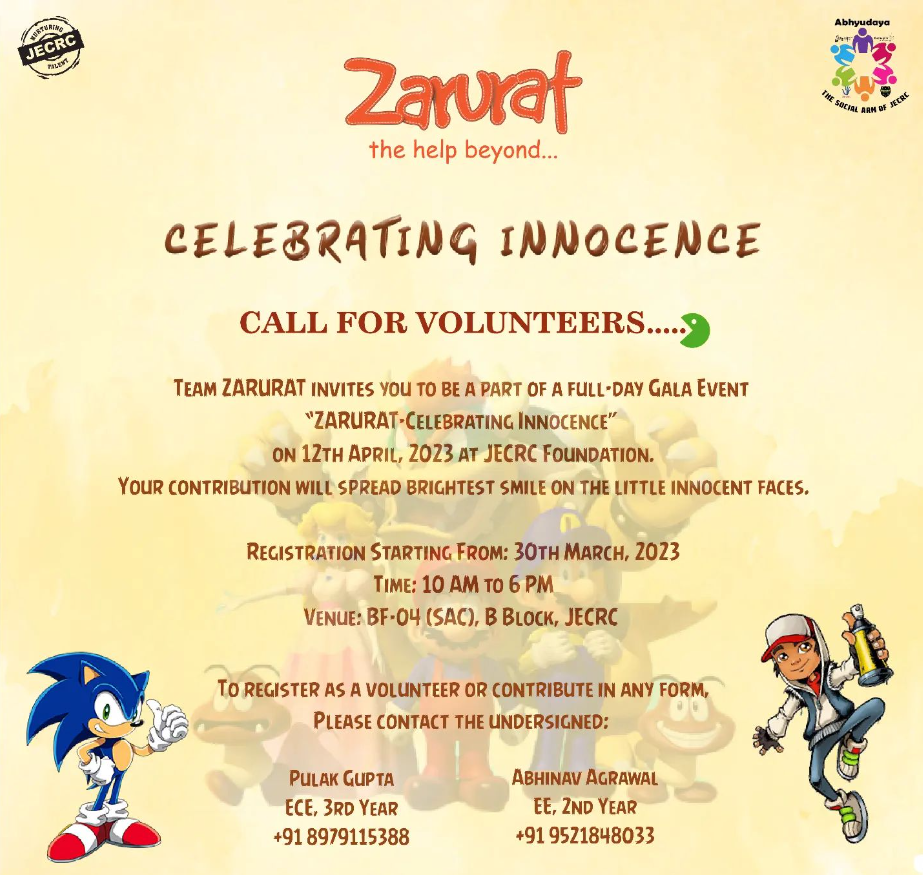 NURTURING
JECRC
TALENT
Abhyudaya
THE SOCIAL ARM OF JECRC
Zarurat
the help beyond...
CELEBRATING INNOCENCE
CALL FOR VOLUNTEERS.....
TEAM ZARURAT INVITES YOU TO BE A PART OF A FULL-DAY GALA EVENT
"ZARURAT-CELEBRATING INNOCENCE"
ON 12TH APRIL, 2023 AT JECRC FOUNDATION.
YOUR CONTRIBUTION WILL SPREAD BRIGHTEST SMILE ON THE LITTLE INNOCENT FACES.
REGISTRATION STARTING FROM: 30TH MARCH, 2023
TIME: 10 AM TO 6 PM
VENUE: BF-04 (SAC), B BLOCK, JECRC
TO REGISTER AS A VOLUNTEER OR CONTRIBUTE IN ANY FORM,
PLEASE CONTACT THE UNDERSIGNED:
PULAK GUPTA
ECE, 3RD YEAR
+91 8979115388
ABHINAV AGRAWAL
EE, 2ND YEAR
+91 9521848033